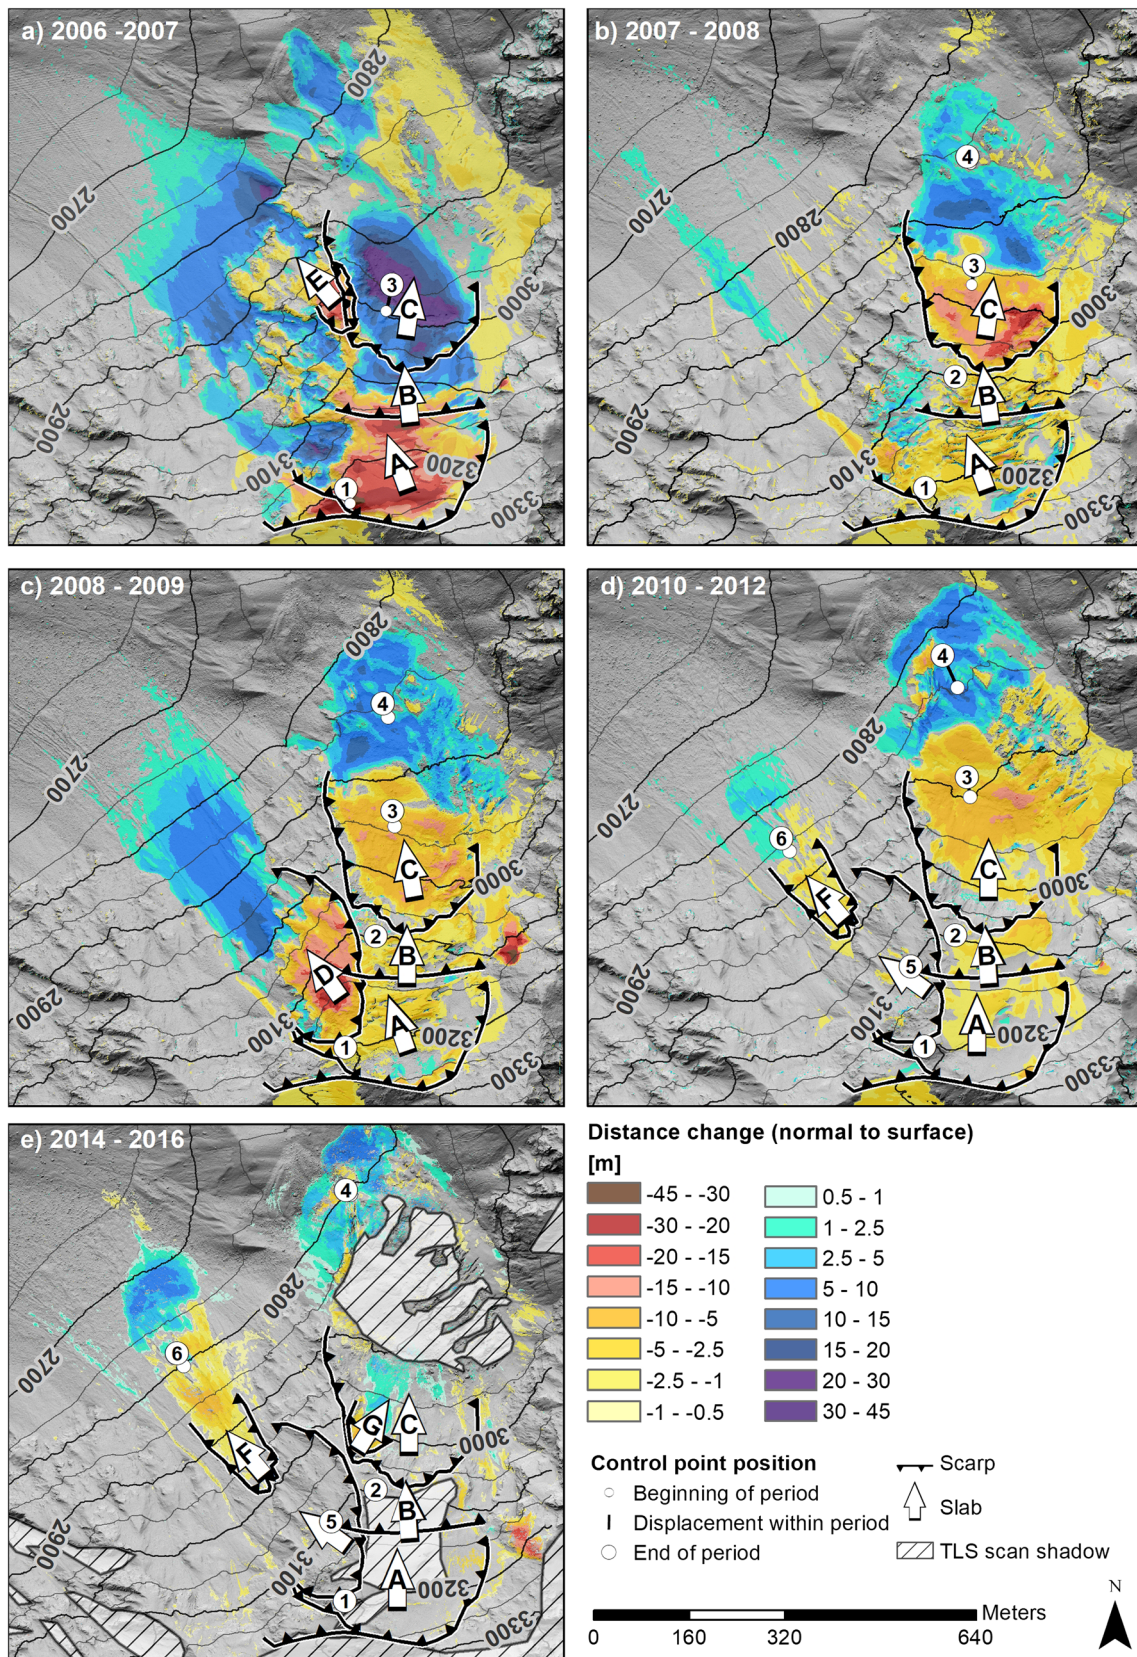 a) 2006 -2007
2800
2700
E
3
C
3000
B
2900
A
3200
3100
1
3300
b) 2007 - 2008
2700
4
2800
3
C
3000
2
B
2900
A
3200
3100
1
3300
c) 2008 - 2009
2800
4
2700
3
C
3000
2
B
D
2900
A
3200
3100
1
3300
d) 2010 - 2012
4
2800
2700
3
6
C
F
3000
2
B
5
2900
3100
A
3200
1
3300
e) 2014 - 2016
4
2800
6
2700
G
C
F
3000
2
B
5
2900
3100
A
3200
1
3300
Distance change (normal to surface)
[m]
-45 - -30
-30 - -20
-20 - -15
-15 - -10
-10 - -5
-5 - -2.5
-2.5 - -1
-1 - -0.5
0.5 - 1
1 - 2.5
2.5 - 5
5 - 10
10 - 15
15 - 20
20 - 30
30 - 45
Control point position
Beginning of period
Displacement within period
End of period
Scarp
Slab
TLS scan shadow
N
Meters
0 160 320 640